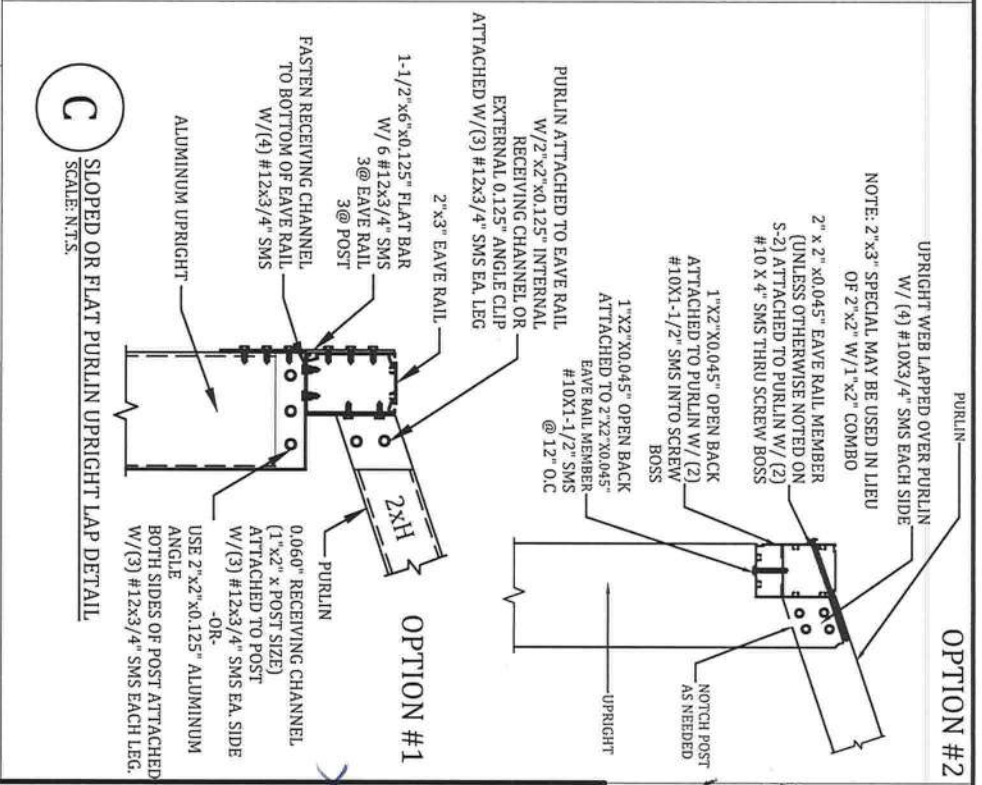 OPTION #2
PURLIN
UPRIGHT WEB LAPPED OVER PURLIN
W/ (4) #10X3/4" SMS EACH SIDE
NOTE: 2"x3" SPECIAL MAY BE USED IN LIEU
OF 2"x2" W/1"x2" COMBO
2" x 2" x0.045" EAVE RAIL MEMBER
(UNLESS OTHERWISE NOTED ON
S-2) ATTACHED TO PURLIN W/ (2)
#10 X 4" SMS THRU SCREW BOSS
1"X2"X0.045" OPEN BACK
ATTACHED TO PURLIN W/ (2)
#10X1-1/2" SMS INTO SCREW
BOSS
1"X2"X0.045" OPEN BACK
ATTACHED TO 2"X2"X0.045"
EAVE RAIL MEMBER
#10X1-1/2" SMS
@ 12" O.C
NOTCH POST
AS NEEDED
UPRIGHT
OPTION #1
PURLIN ATTACHED TO EAVE RAIL
W/2"x2"x0.125" INTERNAL
RECEIVING CHANNEL OR
EXTERNAL 0.125" ANGLE CLIP
ATTACHED W/(3) #12x3/4" SMS EA. LEG
2"x3" EAVE RAIL
1-1/2"x6"x0.125" FLAT BAR
W/ 6 #12x3/4" SMS
3@ EAVE RAIL
3@ POST
FASTEN RECEIVING CHANNEL
TO BOTTOM OF EAVE RAIL
W/(4) #12x3/4" SMS
ALUMINUM UPRIGHT
2xH
PURLIN
0.060" RECEIVING CHANNEL
(1"x2" x POST SIZE)
ATTACHED TO POST
W/(3) #12x3/4" SMS EA. SIDE
-OR-
USE 2"x2"x0.125" ALUMINUM
ANGLE
BOTH SIDES OF POST ATTACHED
W/(3) #12x3/4" SMS EACH LEG.
C
SLOPED OR FLAT PURLIN UPRIGHT LAP DETAIL
SCALE: N.T.S.